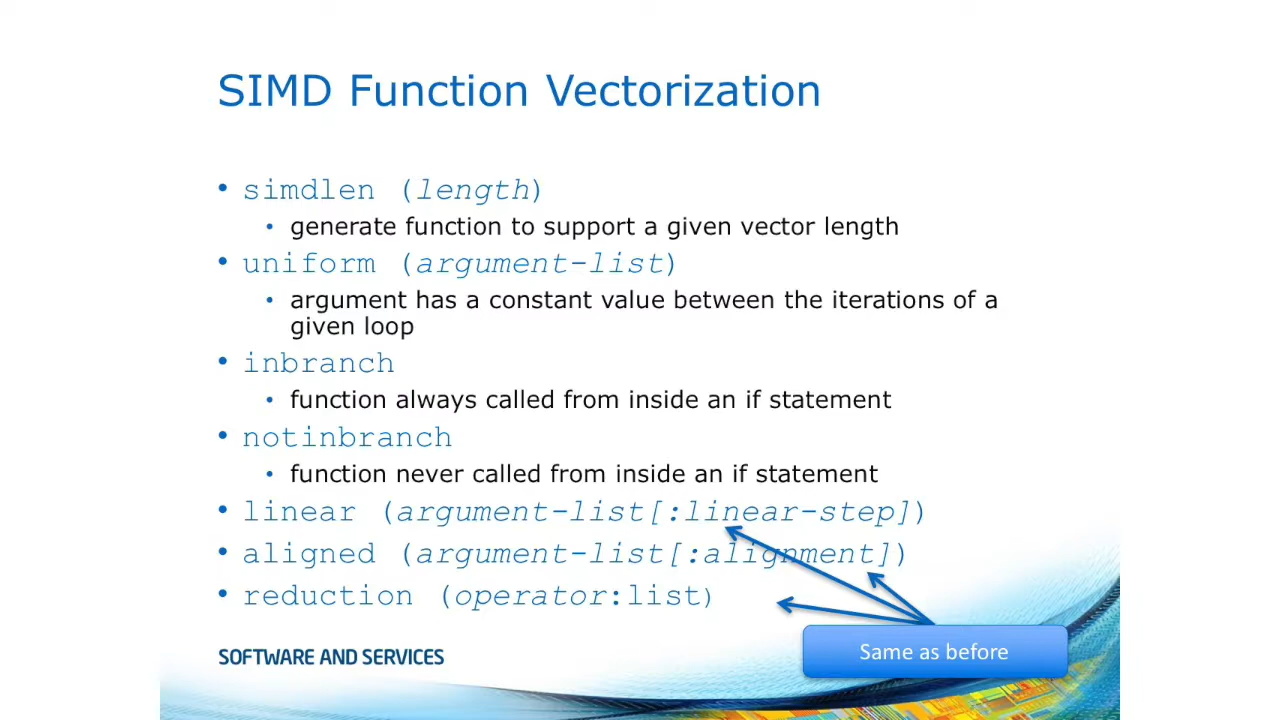 SIMD Function Vectorization
• simdlen (length)
• generate function to support a given vector length
• uniform (argument-list)
• argument has a constant value between the iterations of a
given loop
• inbranch
• function always called from inside an if statement
• notinbranch
• function never called from inside an if statement
• linear (argument-list[:linear-step])
• aligned (argument-list[:alignment])
• reduction (operator:list)
SOFTWARE AND SERVICES
Same as before